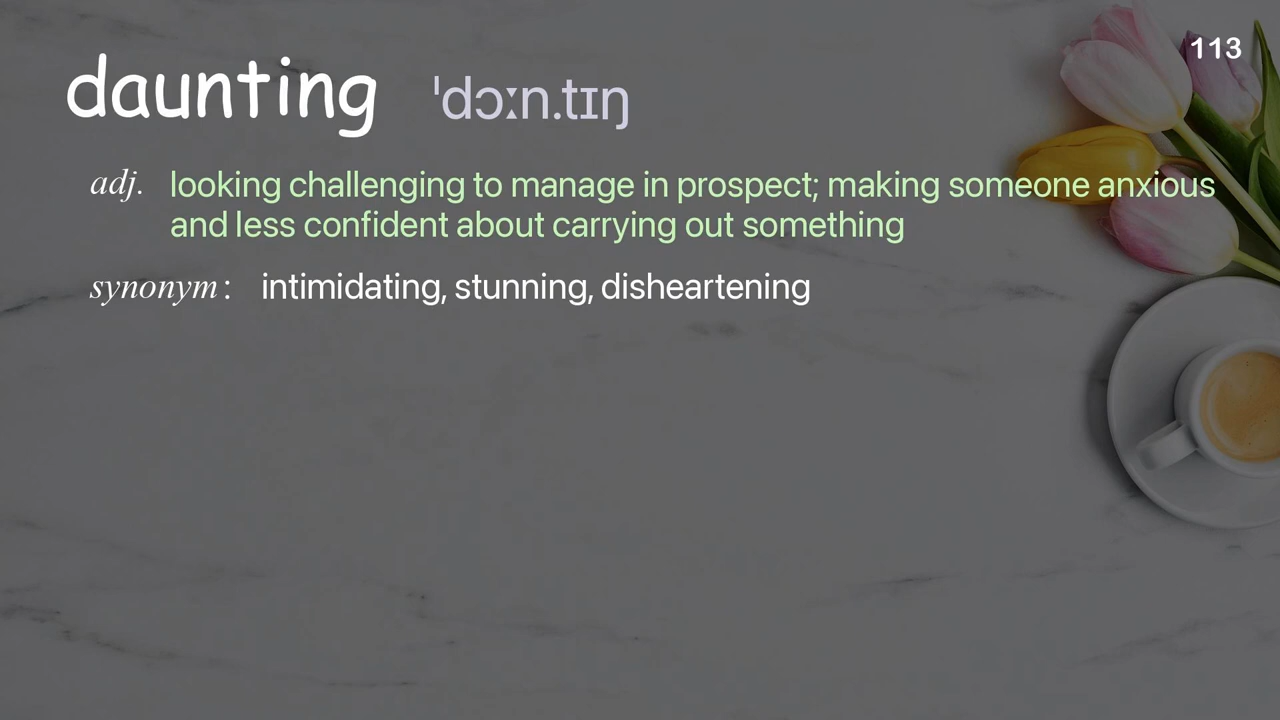 113
daunting ˈdɔːn.tɪŋ
adj. looking challenging to manage in prospect; making someone anxious
and less confident about carrying out something
synonym: intimidating, stunning, disheartening